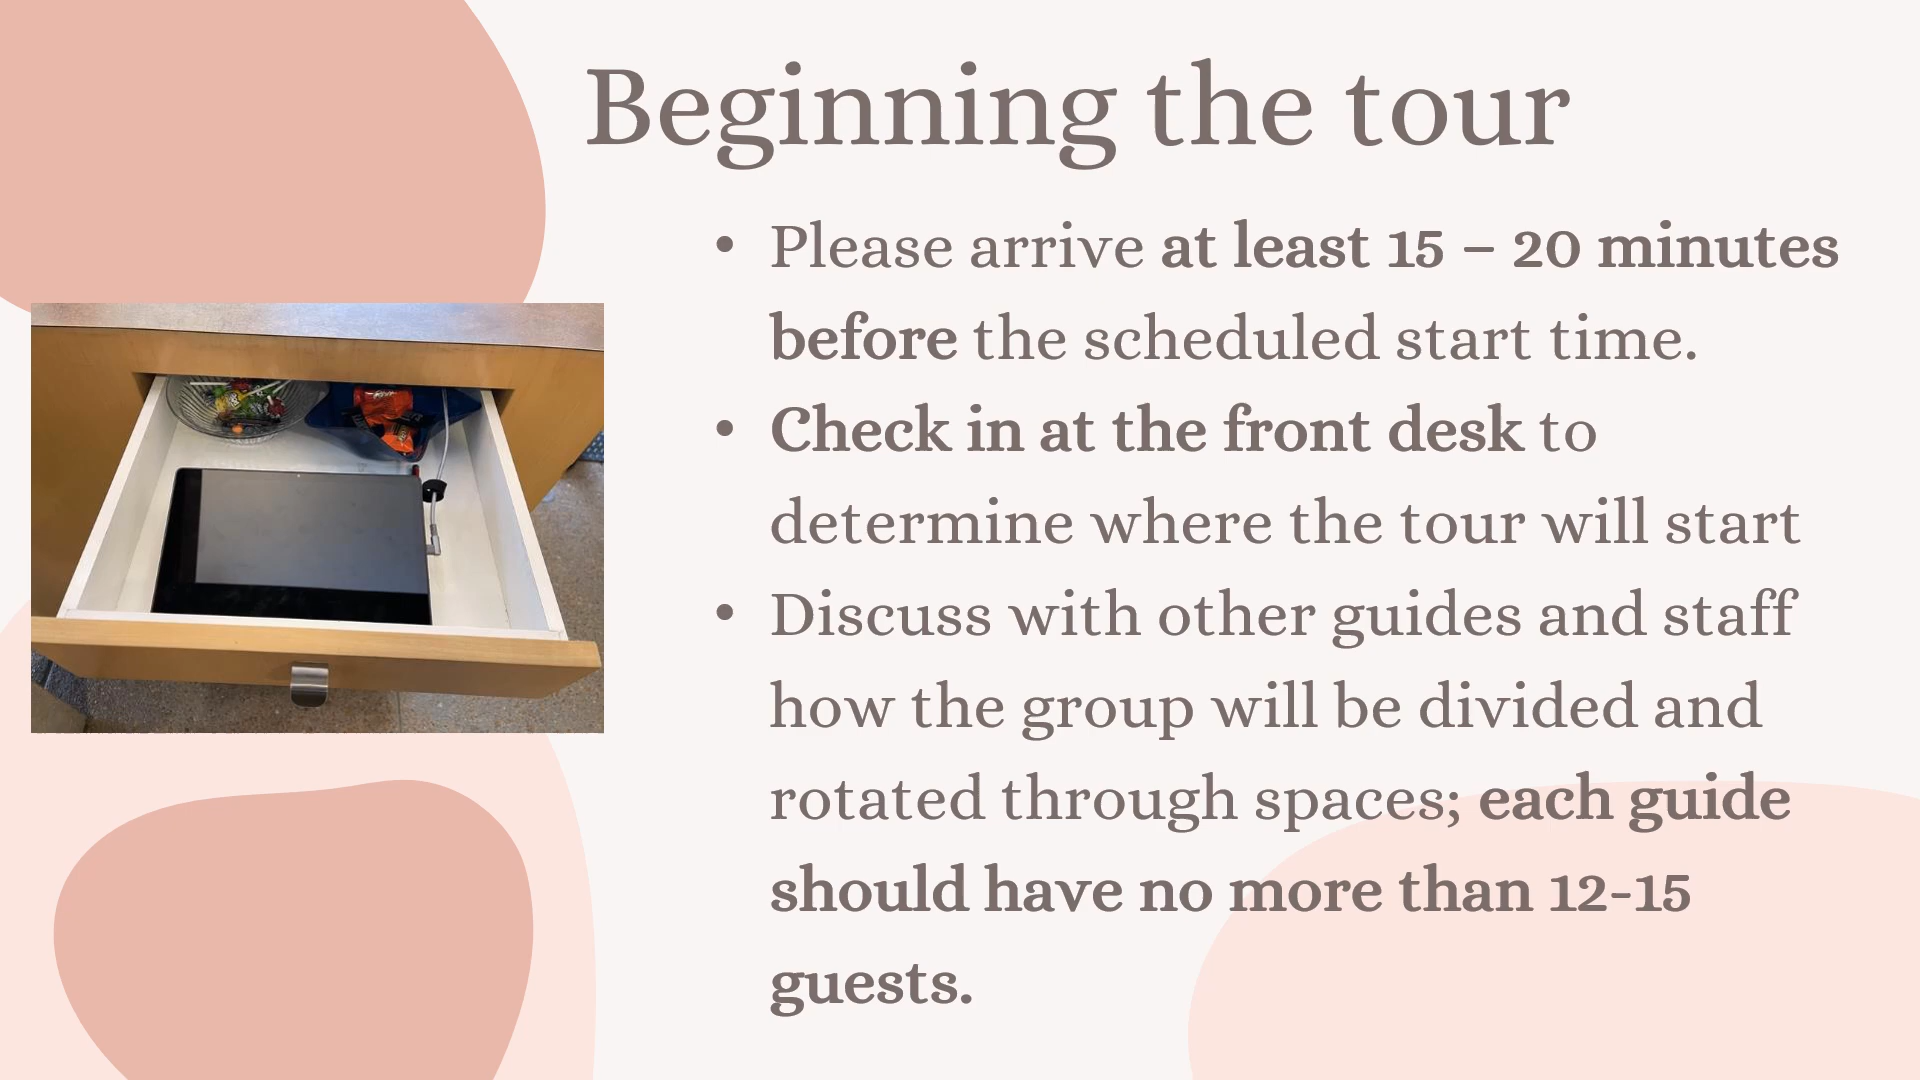 Beginning the tour
• Please arrive at least 15 – 20 minutes
before the scheduled start time.
• Check in at the front desk to
determine where the tour will start
• Discuss with other guides and staff
how the group will be divided and
rotated through spaces; each guide
should have no more than 12-15
guests.